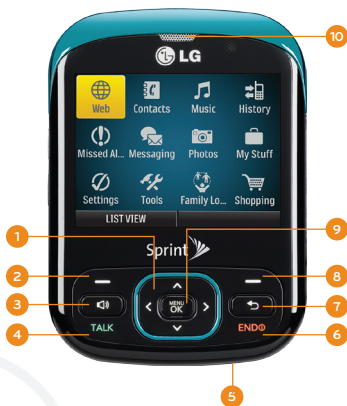 10
LG
Web Contacts Music History
Missed Al... Messaging Photos My Stuff
Settings Tools Family Lo... Shopping
LIST VIEW
Sprint
1
9
2
8
3
MENU
OK
7
4
TALK
END
6
5